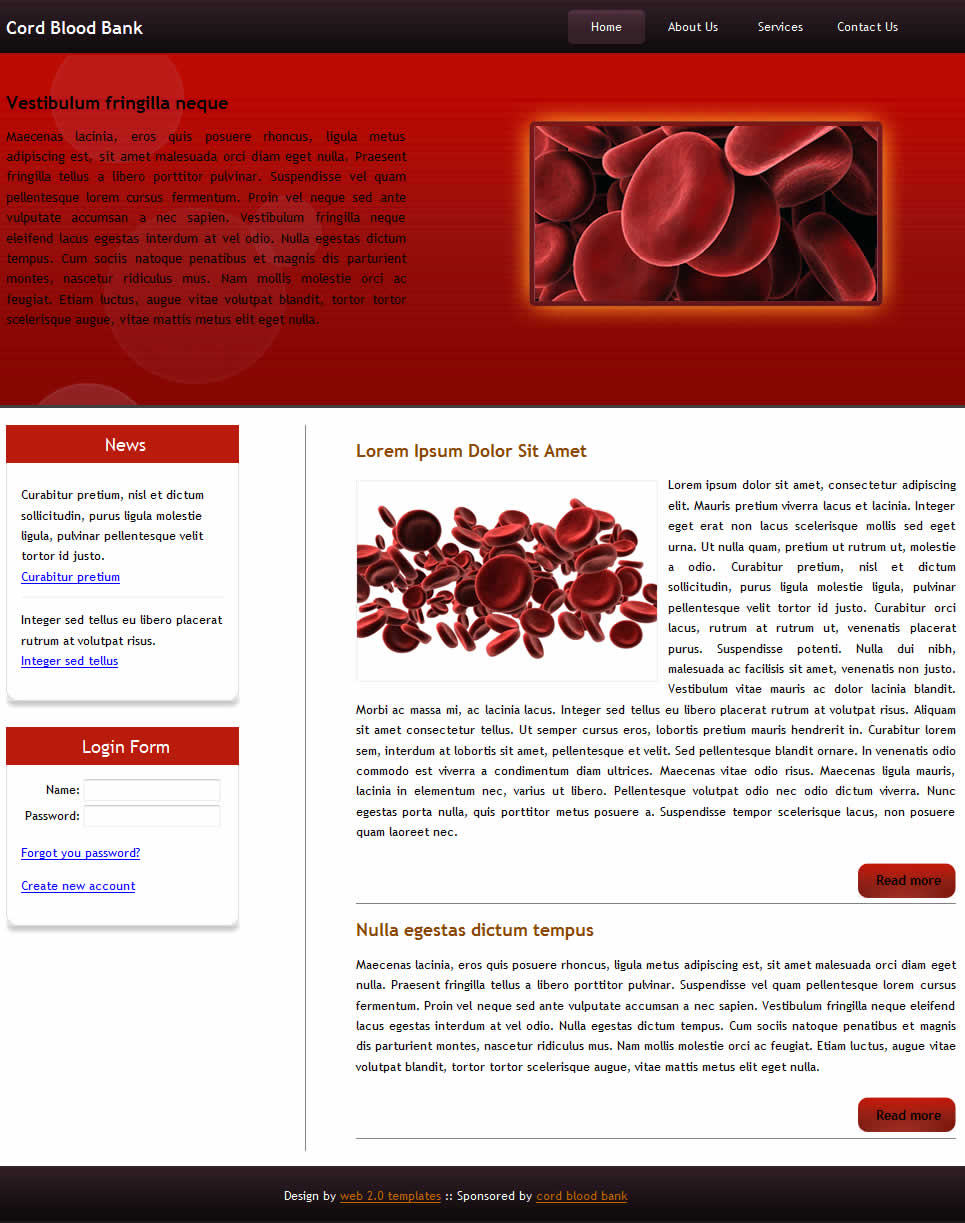 Cord Blood Bank
Home About Us Services Contact Us
Vestibulum fringilla neque
Maecenas lacinia, eros quis posuere rhoncus, ligula metus
adipiscing est, sit amet malesuada orci diam eget nulla. Praesent
fringilla tellus a libero porttitor pulvinar. Suspendisse vel quam
pellentesque lorem cursus fermentum. Proin vel neque sed ante
vulputate accumsan a nec sapien. Vestibulum fringilla neque
eleifend lacus egestas interdum at vel odio. Nulla egestas dictum
tempus. Cum sociis natoque penatibus et magnis dis parturient
montes, nascetur ridiculus mus. Nam mollis molestie orci ac
feugiat. Etiam luctus, augue vitae volutpat blandit, tortor tortor
scelerisque augue, vitae mattis metus elit eget nulla.
News
Curabitur pretium, nisl et dictum
sollicitudin, purus ligula molestie
ligula, pulvinar pellentesque velit
tortor id justo.
Curabitur pretium
Integer sed tellus eu libero placerat
rutrum at volutpat risus.
Integer sed tellus
Login Form
Name:
Password:
Forgot you password?
Create new account
Lorem Ipsum Dolor Sit Amet
Lorem ipsum dolor sit amet, consectetur adipiscing
elit. Mauris pretium viverra lacus et lacinia. Integer
eget erat non lacus scelerisque mollis sed eget
urna. Ut nulla quam, pretium ut rutrum ut, molestie
a odio. Curabitur pretium, nisl et dictum
sollicitudin, purus ligula molestie ligula, pulvinar
pellentesque velit tortor id justo. Curabitur orci
lacus, rutrum at rutrum ut, venenatis placerat
purus. Suspendisse potenti. Nulla dui nibh,
malesuada ac facilisis sit amet, venenatis non justo.
Vestibulum vitae mauris ac dolor lacinia blandit.
Morbi ac massa mi, ac lacinia lacus. Integer sed tellus eu libero placerat rutrum at volutpat risus. Aliquam
sit amet consectetur tellus. Ut semper cursus eros, lobortis pretium mauris hendrerit in. Curabitur lorem
sem, interdum at lobortis sit amet, pellentesque et velit. Sed pellentesque blandit ornare. In venenatis odio
commodo est viverra a condimentum diam ultrices. Maecenas vitae odio risus. Maecenas ligula mauris,
lacinia in elementum nec, varius ut libero. Pellentesque volutpat odio nec odio dictum viverra. Nunc
egestas porta nulla, quis porttitor metus posuere a. Suspendisse tempor scelerisque lacus, non posuere
quam laoreet nec.
Read more
Nulla egestas dictum tempus
Maecenas lacinia, eros quis posuere rhoncus, ligula metus adipiscing est, sit amet malesuada orci diam eget
nulla. Praesent fringilla tellus a libero porttitor pulvinar. Suspendisse vel quam pellentesque lorem cursus
fermentum. Proin vel neque sed ante vulputate accumsan a nec sapien. Vestibulum fringilla neque eleifend
lacus egestas interdum at vel odio. Nulla egestas dictum tempus. Cum sociis natoque penatibus et magnis
dis parturient montes, nascetur ridiculus mus. Nam mollis molestie orci ac feugiat. Etiam luctus, augue vitae
volutpat blandit, tortor tortor scelerisque augue, vitae mattis metus elit eget nulla.
Read more
Design by web 2.0 templates :: Sponsored by cord blood bank